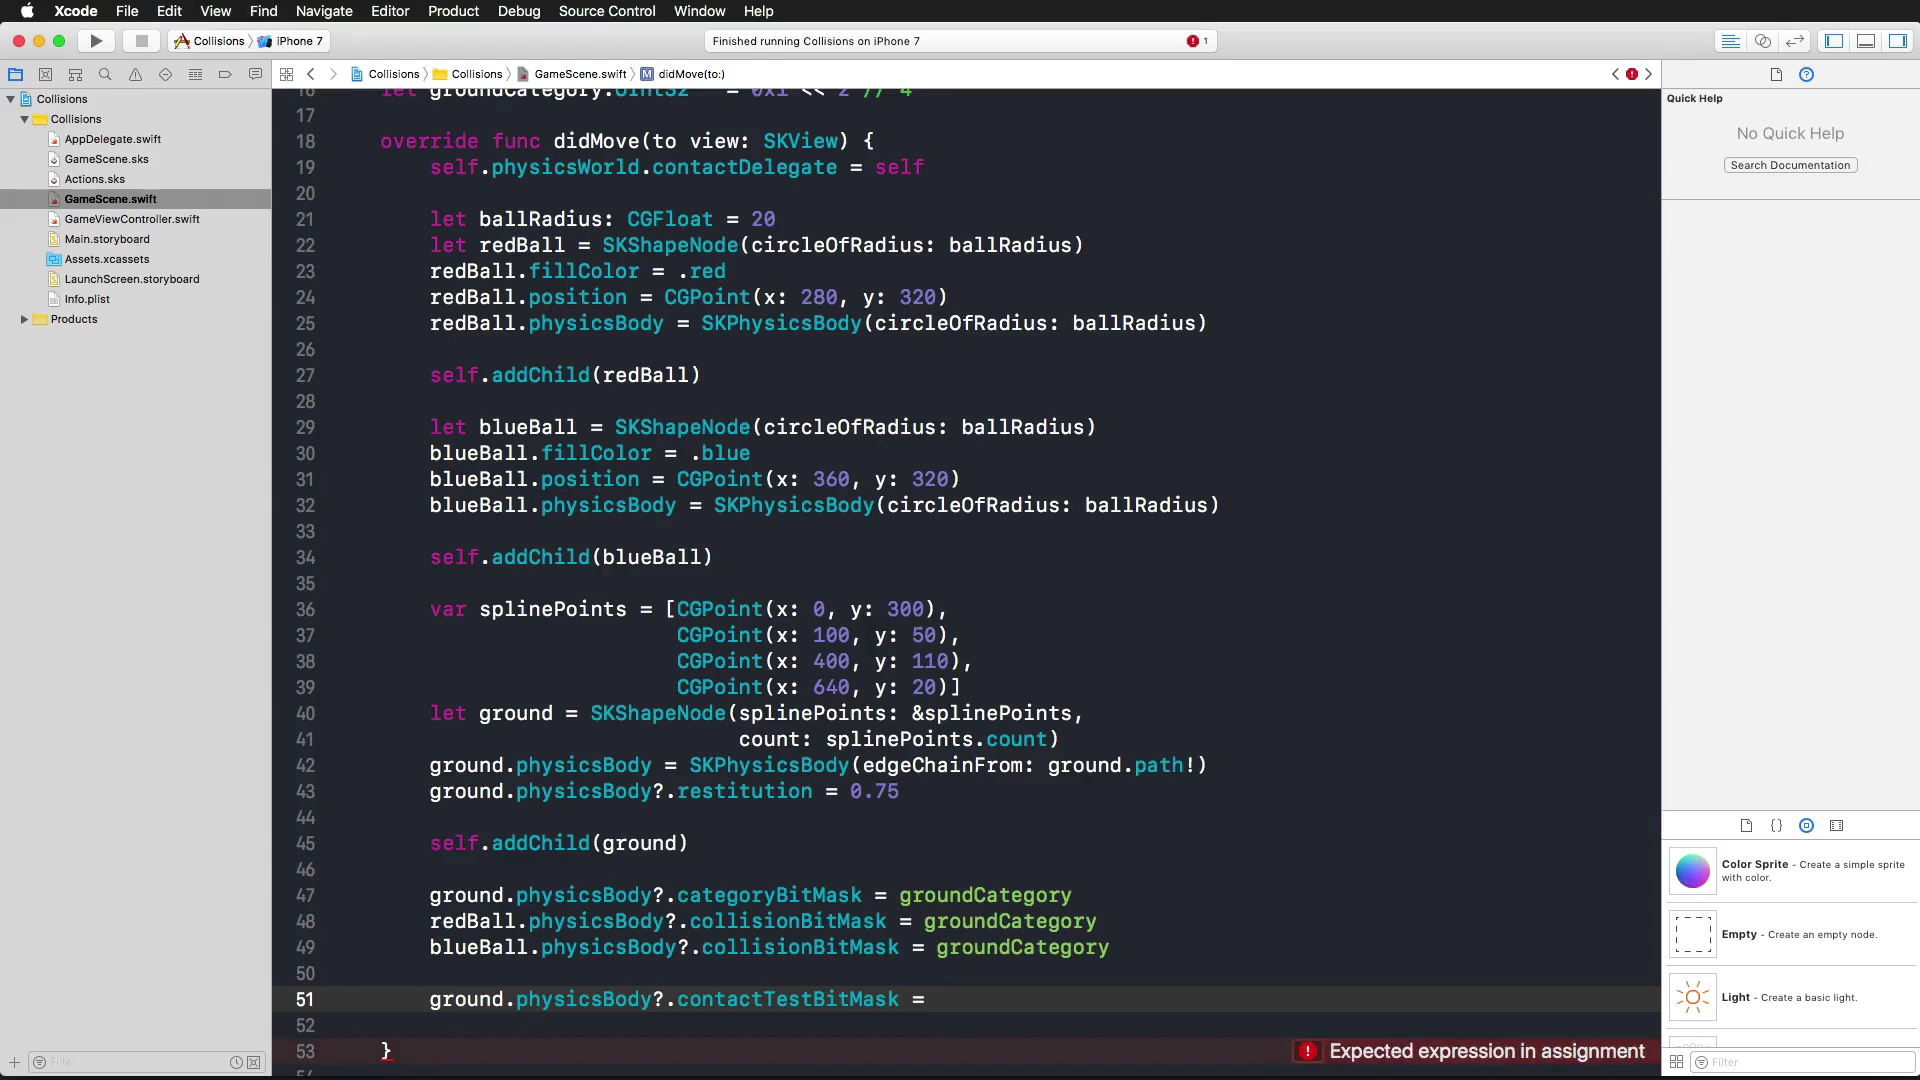 Xcode File Edit View Find Navigate Editor Product Debug Source Control Window Help
Collisions iPhone 7
Finished running Collisions on iPhone 7
1
Collisions Collisions GameScene.swift M didMove(to:)
Collisions
Collisions
AppDelegate.swift
GameScene.sks
Actions.sks
GameScene.swift
GameViewController.swift
Main.storyboard
Assets.xcassets
LaunchScreen.storyboard
Info.plist
Products
Filter
16 let groundCategory:UInt32 = 0x1 << 2 // 4
17
18 override func didMove(to view: SKView) {
19 self.physicsWorld.contactDelegate = self
20
21 let ballRadius: CGFloat = 20
22 let redBall = SKShapeNode(circleOfRadius: ballRadius)
23 redBall.fillColor = .red
24 redBall.position = CGPoint(x: 280, y: 320)
25 redBall.physicsBody = SKPhysicsBody(circleOfRadius: ballRadius)
26
27 self.addChild(redBall)
28
29 let blueBall = SKShapeNode(circleOfRadius: ballRadius)
30 blueBall.fillColor = .blue
31 blueBall.position = CGPoint(x: 360, y: 320)
32 blueBall.physicsBody = SKPhysicsBody(circleOfRadius: ballRadius)
33
34 self.addChild(blueBall)
35
36 var splinePoints = [CGPoint(x: 0, y: 300),
37 CGPoint(x: 100, y: 50),
38 CGPoint(x: 400, y: 110),
39 CGPoint(x: 640, y: 20)]
40 let ground = SKShapeNode(splinePoints: &splinePoints,
41 count: splinePoints.count)
42 ground.physicsBody = SKPhysicsBody(edgeChainFrom: ground.path!)
43 ground.physicsBody?.restitution = 0.75
44
45 self.addChild(ground)
46
47 ground.physicsBody?.categoryBitMask = groundCategory
48 redBall.physicsBody?.collisionBitMask = groundCategory
49 blueBall.physicsBody?.collisionBitMask = groundCategory
50
51 ground.physicsBody?.contactTestBitMask =
52
53 } Expected expression in assignment
Quick Help
No Quick Help
Search Documentation
Color Sprite - Create a simple sprite
with color.
Empty - Create an empty node.
Light - Create a basic light.
Filter